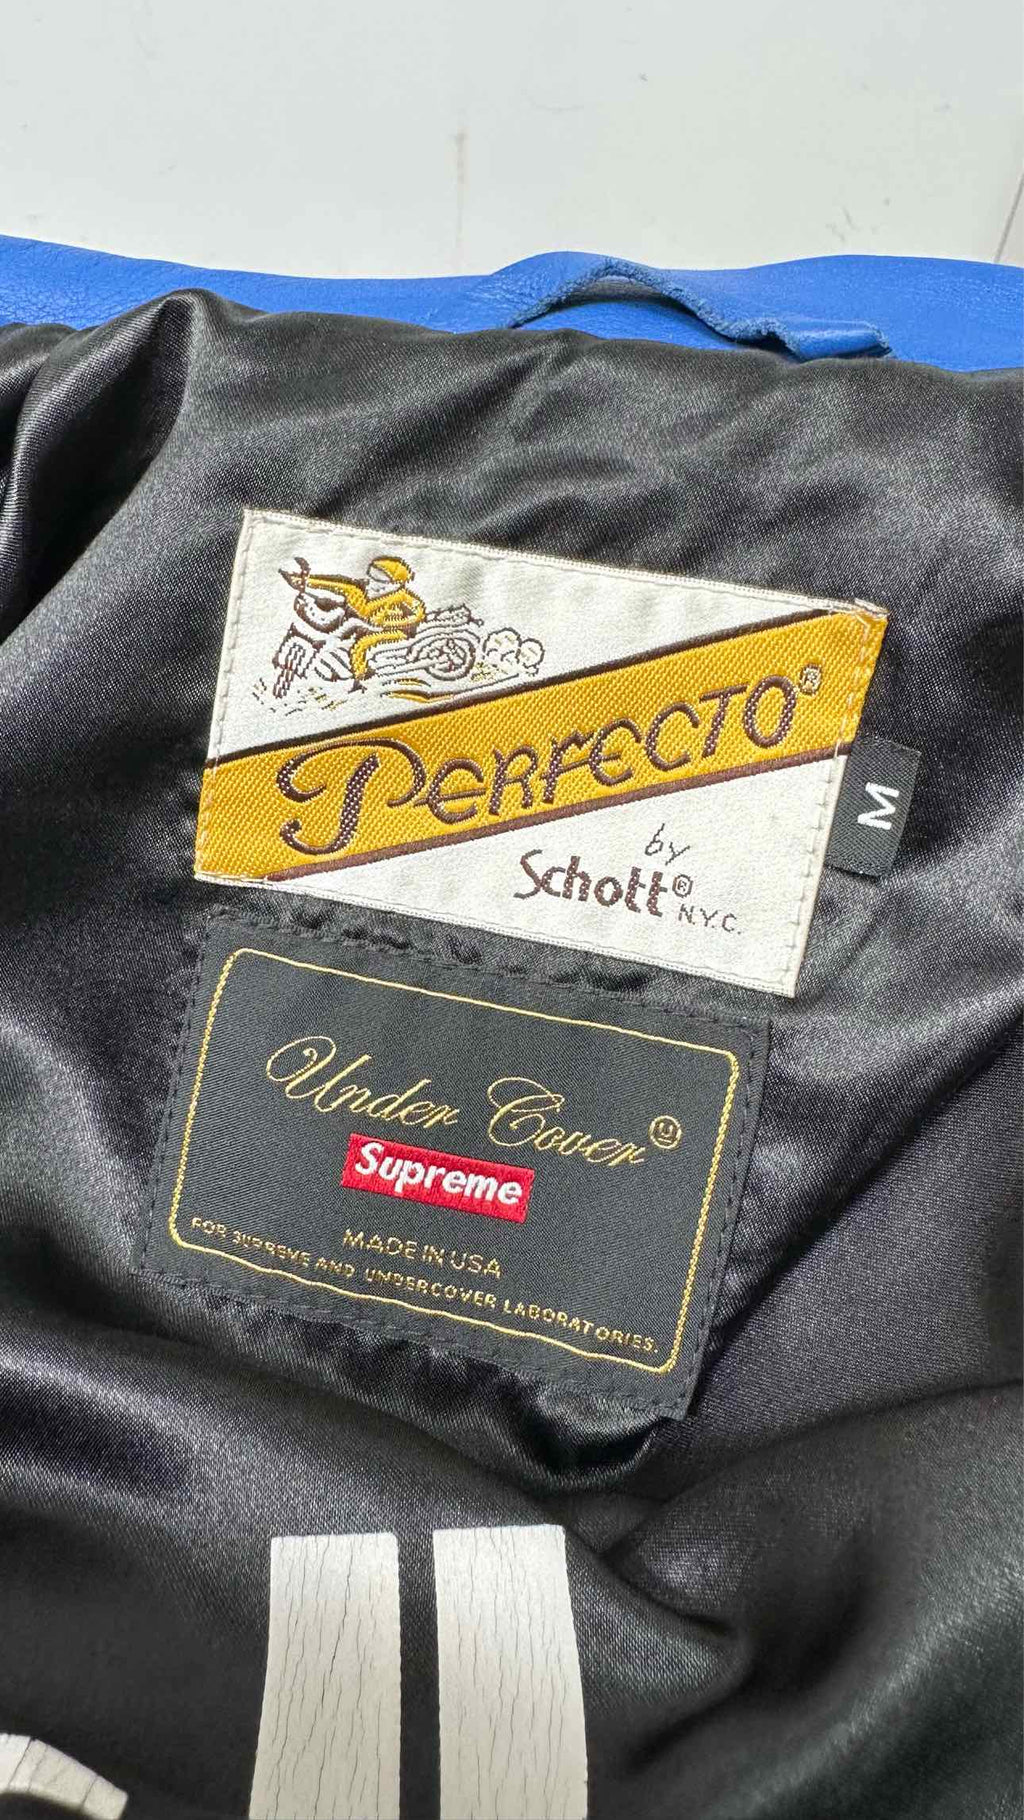 PERFECTO®
by
Schott®
N.Y.C.
M
Under Cover
Supreme
MADE IN USA
FOR SUPREME AND UNDERCOVER LABORATORIES.